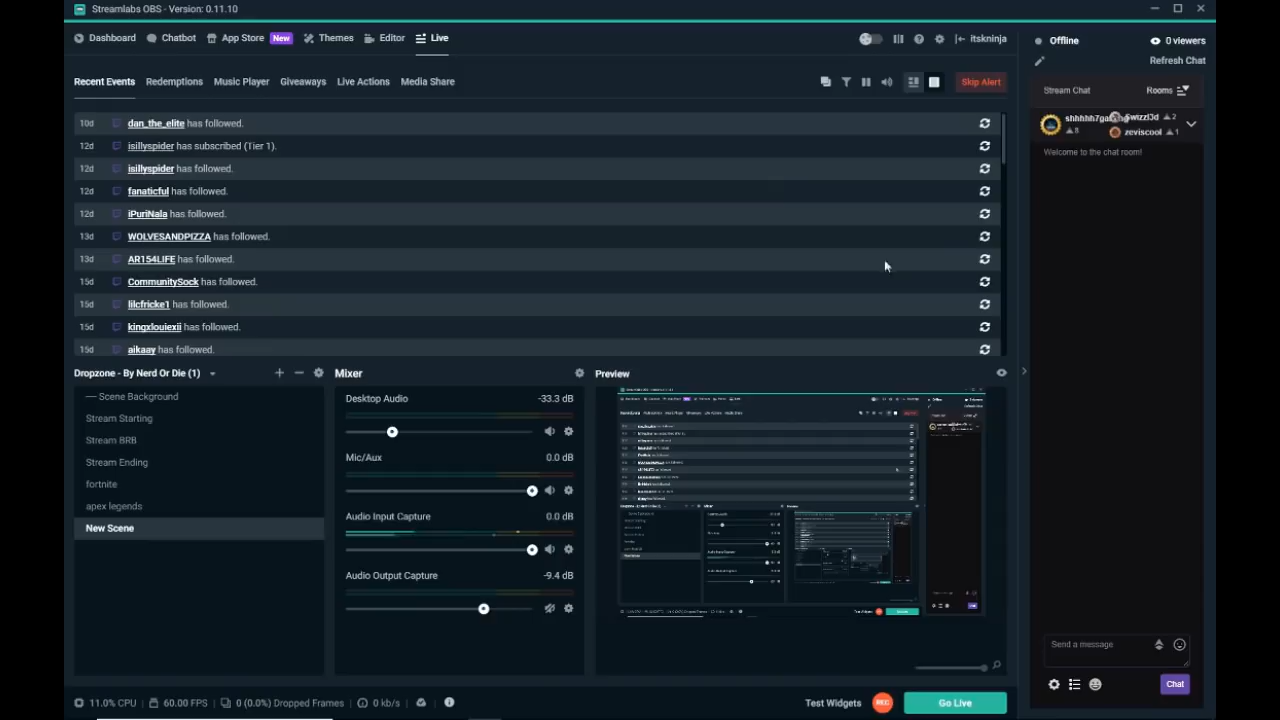 Streamlabs OBS - Version: 0.11.10
Dashboard Chatbot App Store New Themes Editor Live itskninja
Offline 0 viewers
Refresh Chat
Recent Events Redemptions Music Player Giveaways Live Actions Media Share Skip Alert
Stream Chat Rooms
10d dan_the_elite has followed.
12d isillyspider has subscribed (Tier 1).
12d isillyspider has followed.
12d fanaticful has followed.
12d iPuriNala has followed.
13d WOLVESANDPIZZA has followed.
13d AR154LIFE has followed.
15d CommunitySock has followed.
15d lilcfricke1 has followed.
15d kingxlouiexii has followed.
15d aikaay has followed.
8
2
zeviscool 1
Welcome to the chat room!
Dropzone - By Nerd Or Die (1)
— Scene Background
Stream Starting
Stream BRB
Stream Ending
fortnite
apex legends
New Scene
Mixer
Desktop Audio -33.3 dB
Mic/Aux 0.0 dB
Audio Input Capture 0.0 dB
Audio Output Capture -9.4 dB
Preview
Send a message
Chat
11.0% CPU 60.00 FPS 0 (0.0%) Dropped Frames 0 kb/s
Test Widgets REC Go Live